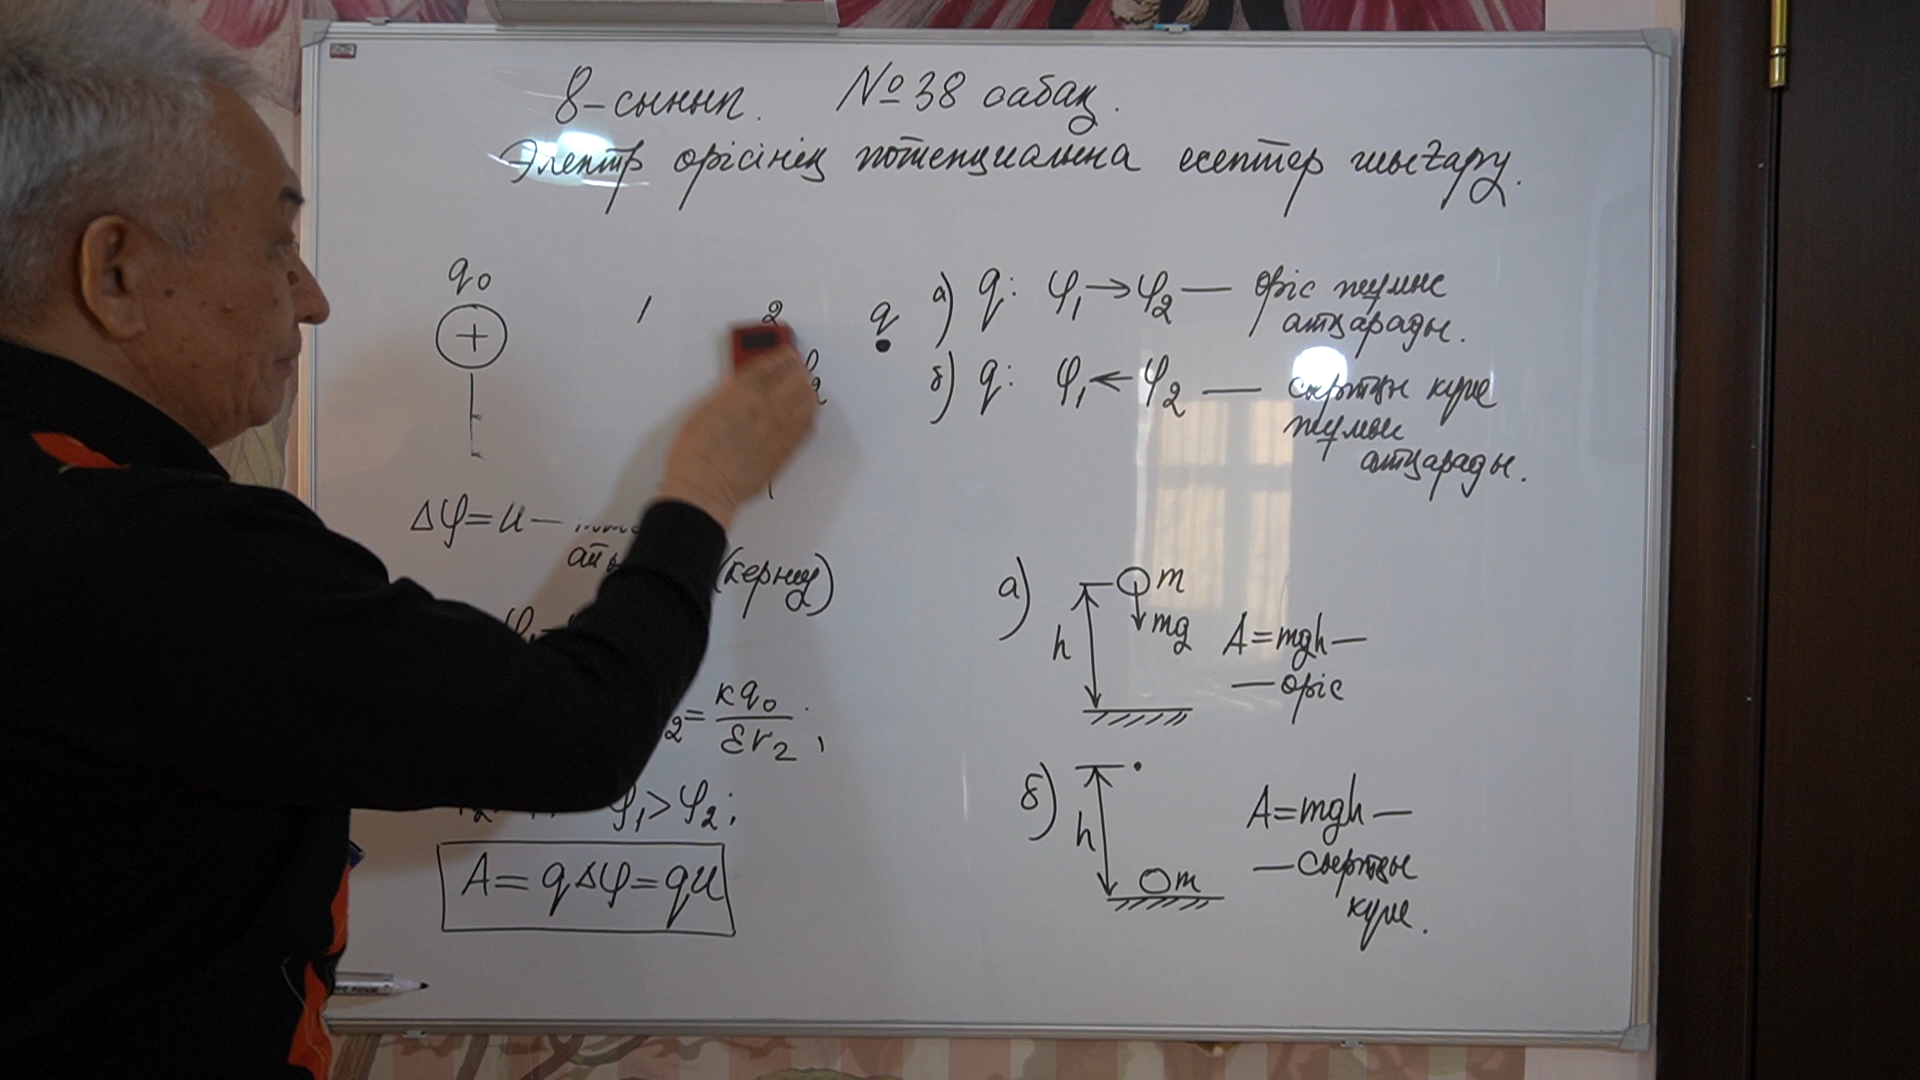 8-сынып. №38 сабақ.
Электр өрісінің потенциалына есептер шығару.
q₀
+
1
2
q
а) q: φ₁→φ₂ — өріс жұмыс
атқарады.
б) q: φ₁←φ₂ — сыртқы күш
жұмыс
атқарады.
Δφ=U—
(кернеу)
₂=kq₀/εr₂;
φ₁>φ₂;
A=qΔφ=qU
а) h m mg A=mgh—
—өріс
б) h m A=mgh—
—сыртқы
күш.